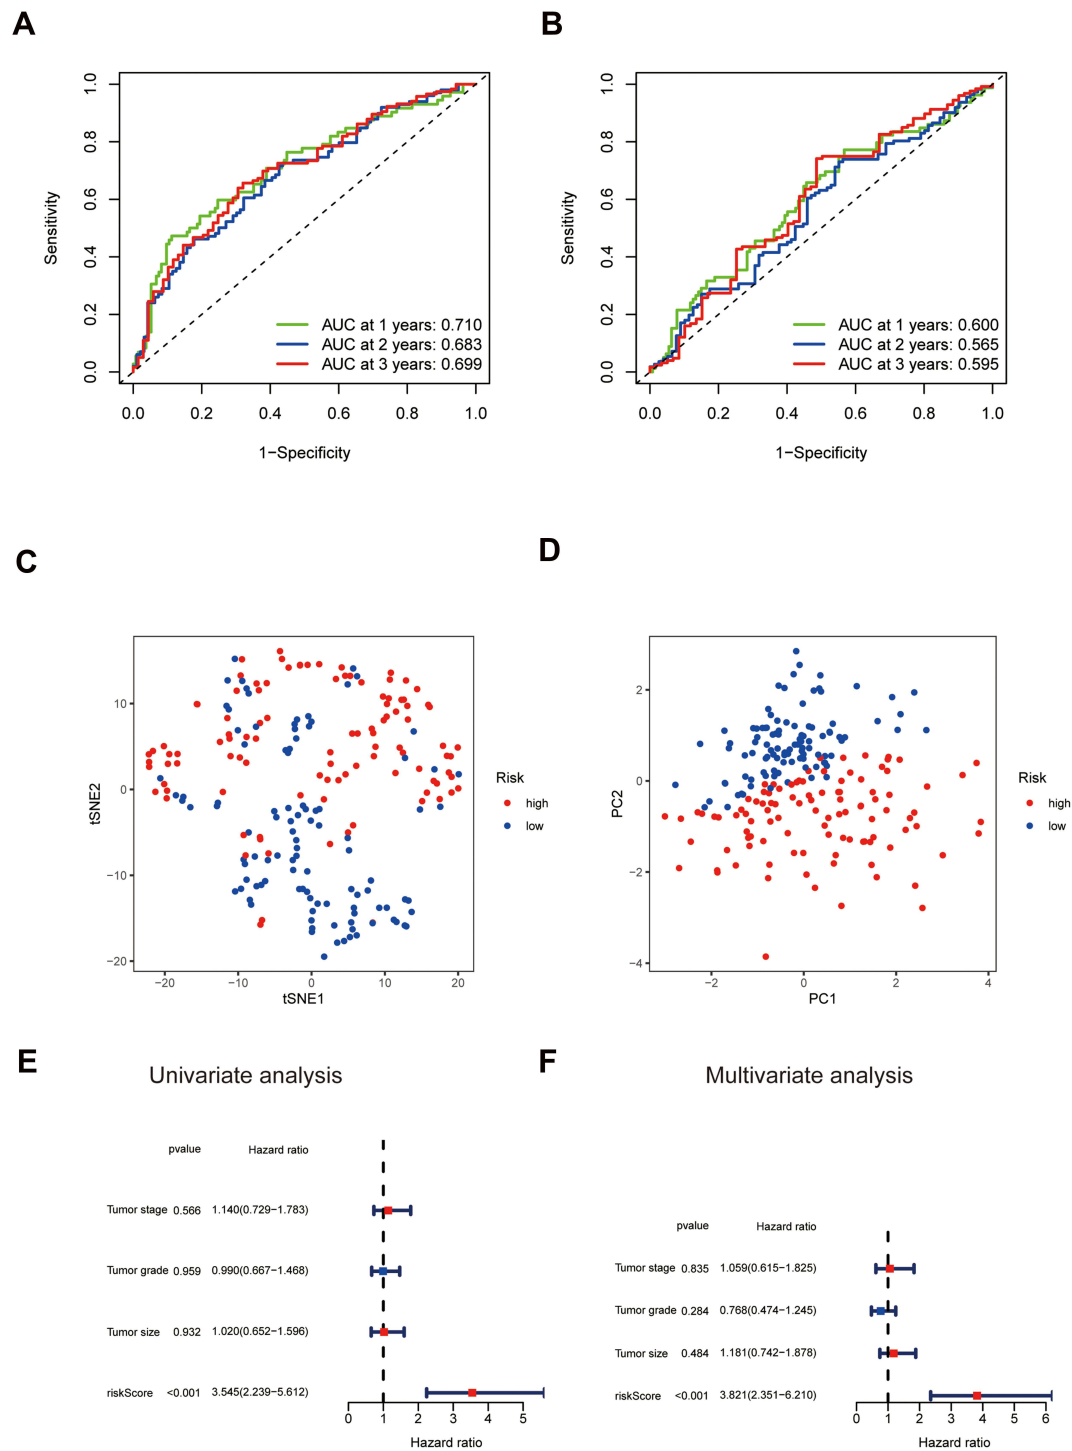 A
B
1.0
0.8
0.6
0.4
0.2
0.0
Sensitivity
AUC at 1 years: 0.710
AUC at 2 years: 0.683
AUC at 3 years: 0.699
0.0 0.2 0.4 0.6 0.8 1.0
1−Specificity
1.0
0.8
0.6
0.4
0.2
0.0
Sensitivity
AUC at 1 years: 0.600
AUC at 2 years: 0.565
AUC at 3 years: 0.595
0.0 0.2 0.4 0.6 0.8 1.0
1−Specificity
C
D
10
0
−10
−20
tSNE2
−20 −10 0 10 20
tSNE1
Risk
high
low
2
0
−2
−4
PC2
−2 0 2 4
PC1
Risk
high
low
E
Univariate analysis
pvalue Hazard ratio
Tumor stage 0.566 1.140(0.729−1.783)
Tumor grade 0.959 0.990(0.667−1.468)
Tumor size 0.932 1.020(0.652−1.596)
riskScore <0.001 3.545(2.239−5.612)
0 1 2 3 4 5
Hazard ratio
F
Multivariate analysis
pvalue Hazard ratio
Tumor stage 0.835 1.059(0.615−1.825)
Tumor grade 0.284 0.768(0.474−1.245)
Tumor size 0.484 1.181(0.742−1.878)
riskScore <0.001 3.821(2.351−6.210)
0 1 2 3 4 5 6
Hazard ratio